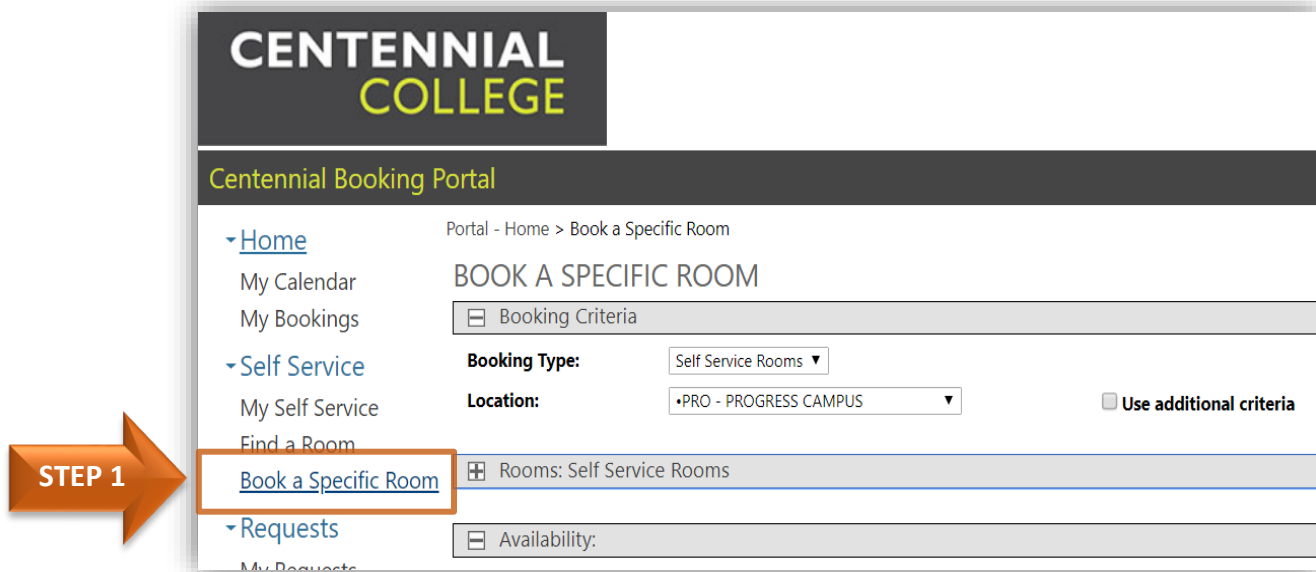 CENTENNIAL
COLLEGE
Centennial Booking Portal
Home
My Calendar
My Bookings
Self Service
My Self Service
Find a Room
Book a Specific Room
Requests
My Requests
STEP 1
Portal - Home > Book a Specific Room
BOOK A SPECIFIC ROOM
Booking Criteria
Booking Type: Self Service Rooms
Location: •PRO - PROGRESS CAMPUS Use additional criteria
Rooms: Self Service Rooms
Availability: